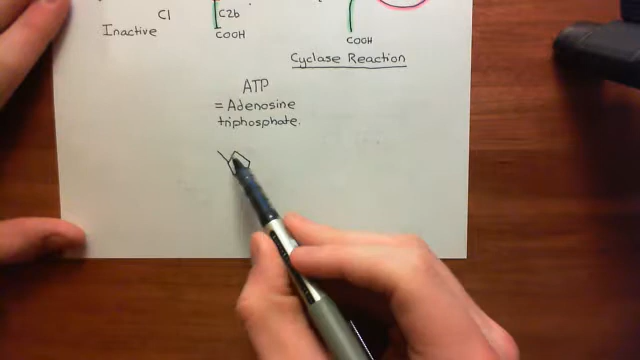 C1
C2b
Inactive
COOH
COOH
Cyclase Reaction
ATP
= Adenosine
triphosphate.